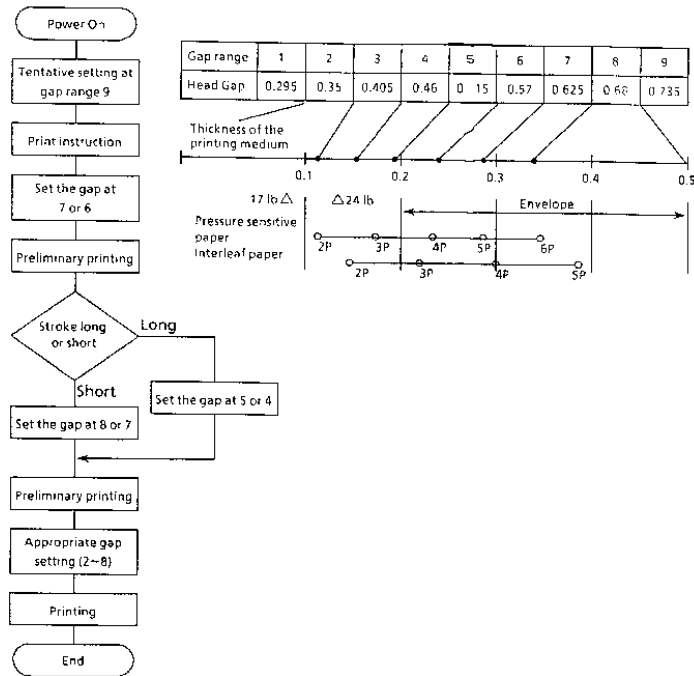 Power On
Tentative setting at
gap range 9
Print instruction
Set the gap at
7 or 6
Preliminary printing
Stroke long
or short
Long
Short
Set the gap at 5 or 4
Set the gap at 8 or 7
Preliminary printing
Appropriate gap
setting (2~8)
Printing
End
Gap range 1 2 3 4 5 6 7 8 9
Head Gap 0.295 0.35 0.405 0.46 0 15 0.57 0.625 0.68 0.735
Thickness of the
printing medium
0.1 0.2 0.3 0.4 0.5
17 lb △ △24 lb Envelope
Pressure sensitive
paper
2P 3P 4P 5P 6P
Interleaf paper
2P 3P 4P 5P